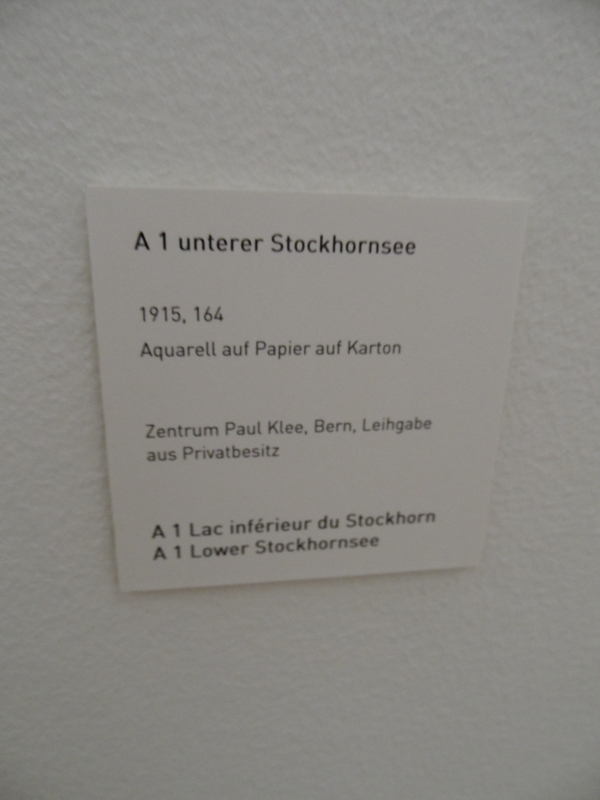 A 1 unterer Stockhornsee
1915, 164
Aquarell auf Papier auf Karton
Zentrum Paul Klee, Bern, Leihgabe
aus Privatbesitz
A 1 Lac inférieur du Stockhorn
A 1 Lower Stockhornsee